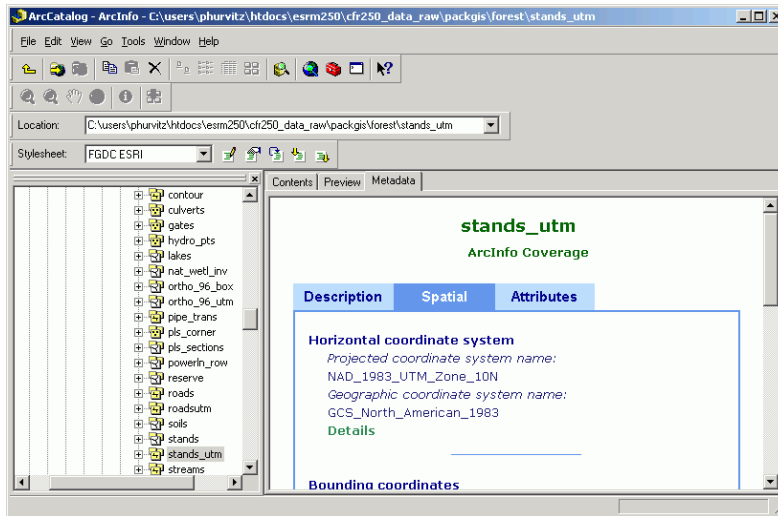 ArcCatalog - ArcInfo - C:\users\phurvitz\htdocs\esrm250\cfr250_data_raw\packgis\forest\stands_utm
File Edit View Go Tools Window Help
Location: C:\users\phurvitz\htdocs\esrm250\cfr250_data_raw\packgis\forest\stands_utm
Stylesheet: FGDC ESRI
contour
culverts
gates
hydro_pts
lakes
nat_wetl_inv
ortho_96_box
ortho_96_utm
pipe_trans
pls_corner
pls_sections
powerln_row
reserve
roads
roadsutm
soils
stands
stands_utm
streams
Contents Preview Metadata
stands_utm
ArcInfo Coverage
Description Spatial Attributes
Horizontal coordinate system
Projected coordinate system name:
NAD_1983_UTM_Zone_10N
Geographic coordinate system name:
GCS_North_American_1983
Details
Bounding coordinates